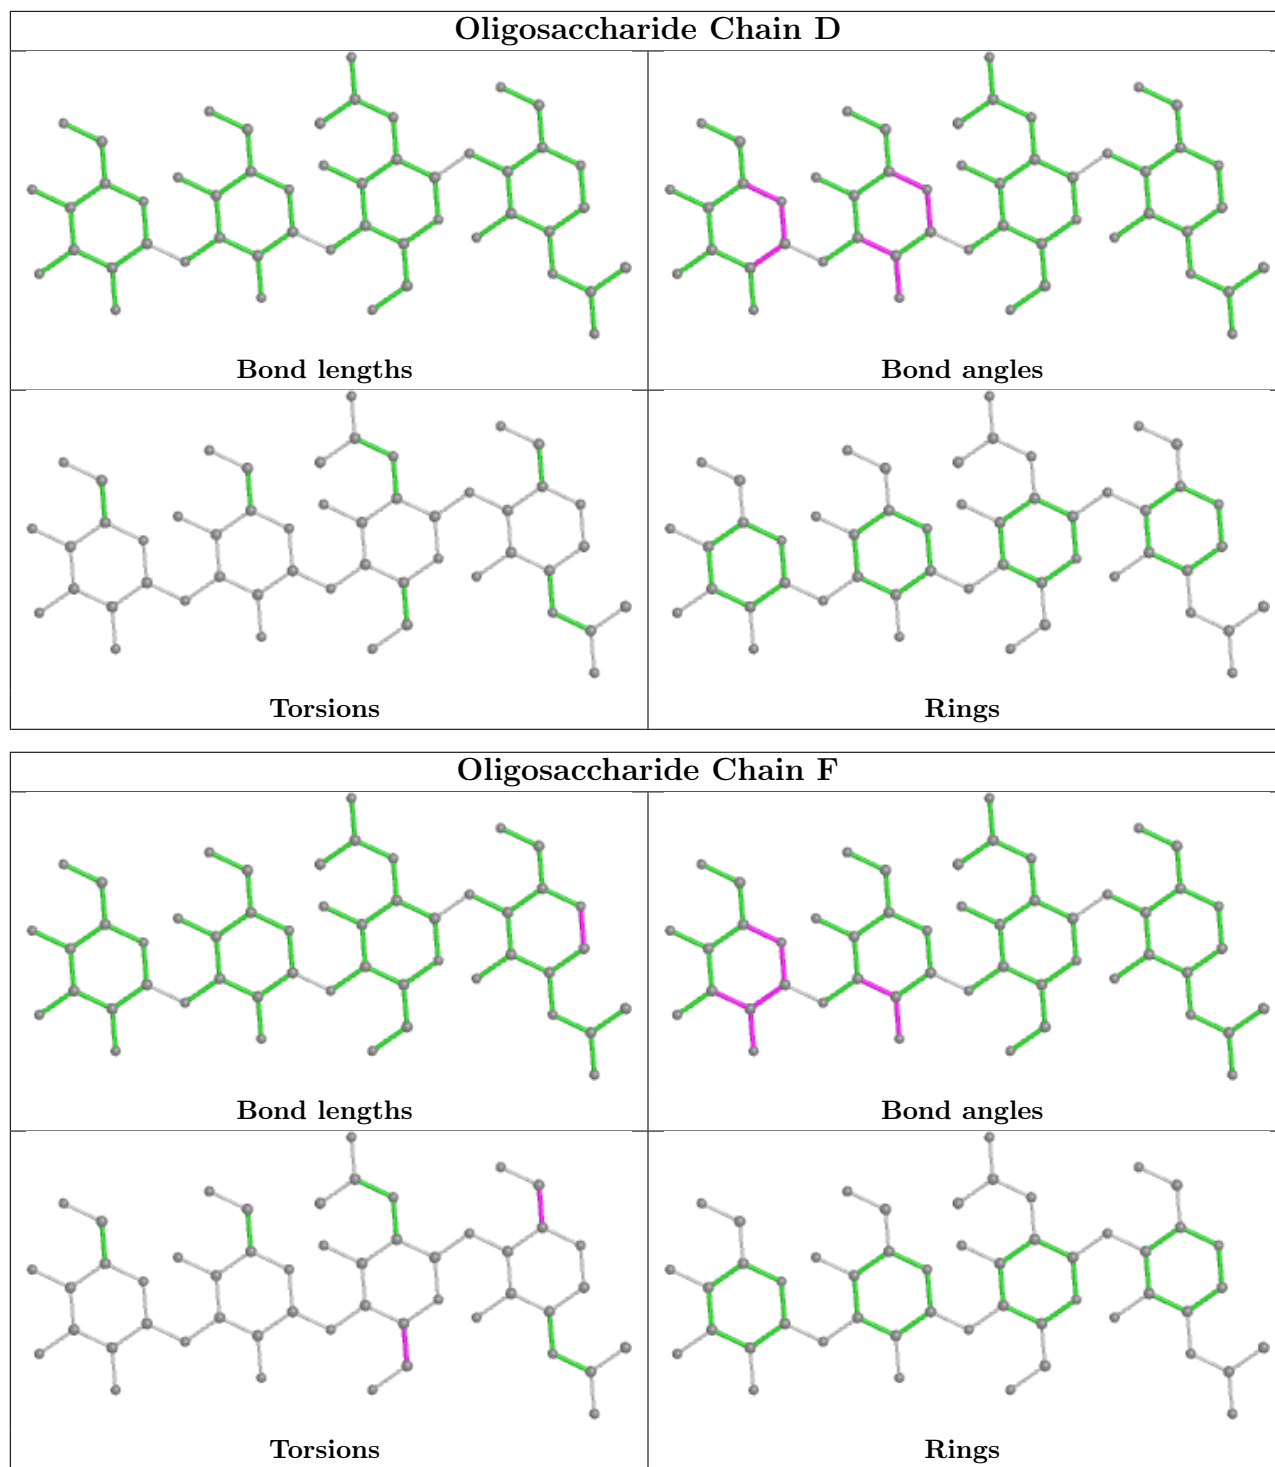 Oligosaccharide Chain D
Bond lengths
Bond angles
Torsions
Rings
Oligosaccharide Chain F
Bond lengths
Bond angles
Torsions
Rings